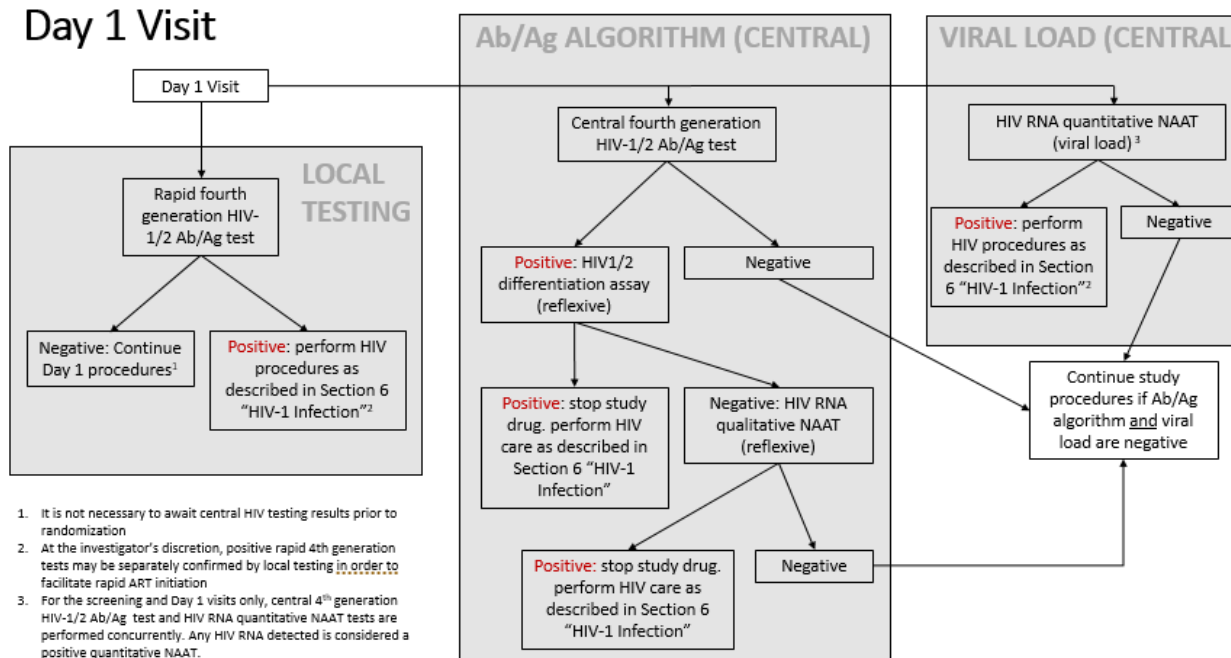 Day 1 Visit
Ab/Ag ALGORITHM (CENTRAL)
VIRAL LOAD (CENTRAL
Day 1 Visit
LOCAL
TESTING
Rapid fourth
generation HIV-
1/2 Ab/Ag test
Negative: Continue
Day 1 procedures¹
Positive: perform HIV
procedures as
described in Section 6
“HIV-1 Infection”²
Central fourth generation
HIV-1/2 Ab/Ag test
Positive: HIV1/2
differentiation assay
(reflexive)
Negative
Positive: stop study
drug. perform HIV
care as described in
Section 6 “HIV-1
Infection”
Negative: HIV RNA
qualitative NAAT
(reflexive)
Positive: stop study drug.
perform HIV care as
described in Section 6
“HIV-1 Infection”
Negative
HIV RNA quantitative NAAT
(viral load) ³
Positive: perform
HIV procedures as
described in Section
6 “HIV-1 Infection”²
Negative
Continue study
procedures if Ab/Ag
algorithm and viral
load are negative
1. It is not necessary to await central HIV testing results prior to
randomization
2. At the investigator’s discretion, positive rapid 4th generation
tests may be separately confirmed by local testing in order to
facilitate rapid ART initiation
3. For the screening and Day 1 visits only, central 4ᵗʰ generation
HIV-1/2 Ab/Ag test and HIV RNA quantitative NAAT tests are
performed concurrently. Any HIV RNA detected is considered a
positive quantitative NAAT.